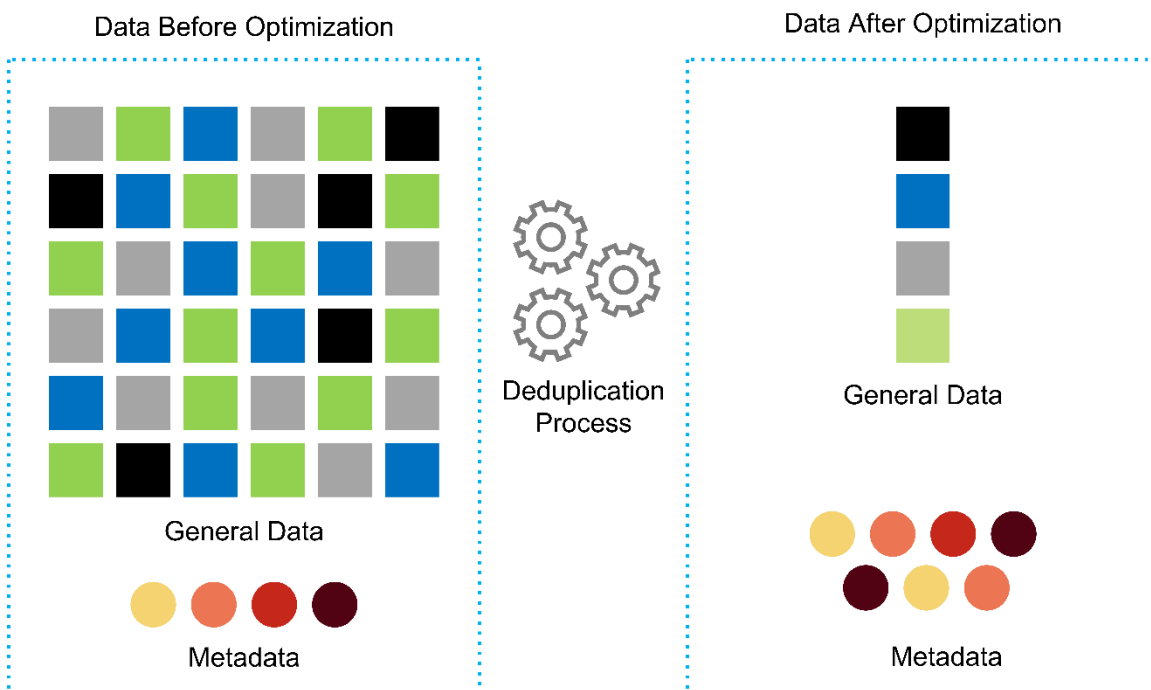 Data Before Optimization
Data After Optimization
Deduplication
Process
General Data
General Data
Metadata
Metadata